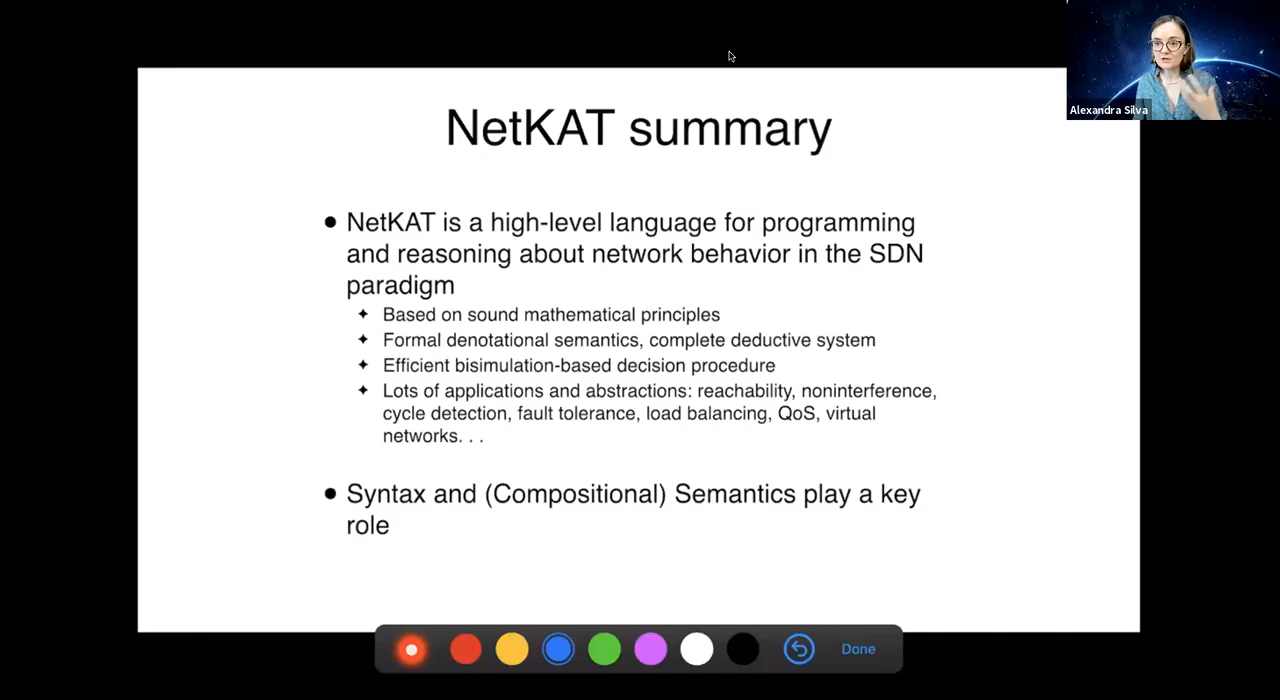 Alexandra Silva
NetKAT summary
● NetKAT is a high-level language for programming
and reasoning about network behavior in the SDN
paradigm
✦ Based on sound mathematical principles
✦ Formal denotational semantics, complete deductive system
✦ Efficient bisimulation-based decision procedure
✦ Lots of applications and abstractions: reachability, noninterference,
cycle detection, fault tolerance, load balancing, QoS, virtual
networks. . .
● Syntax and (Compositional) Semantics play a key
role
Done